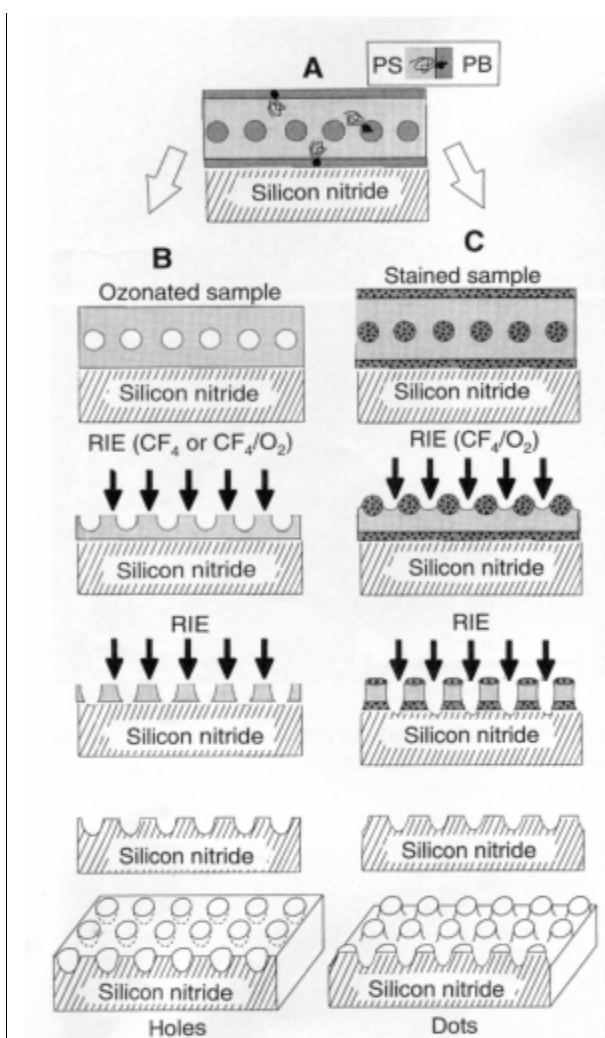 A
PS PB
Silicon nitride
B
Ozonated sample
Silicon nitride
RIE (CF₄ or CF₄/O₂)
Silicon nitride
RIE
Silicon nitride
Silicon nitride
Silicon nitride
Holes
C
Stained sample
Silicon nitride
RIE (CF₄/O₂)
Silicon nitride
RIE
Silicon nitride
Silicon nitride
Silicon nitride
Dots